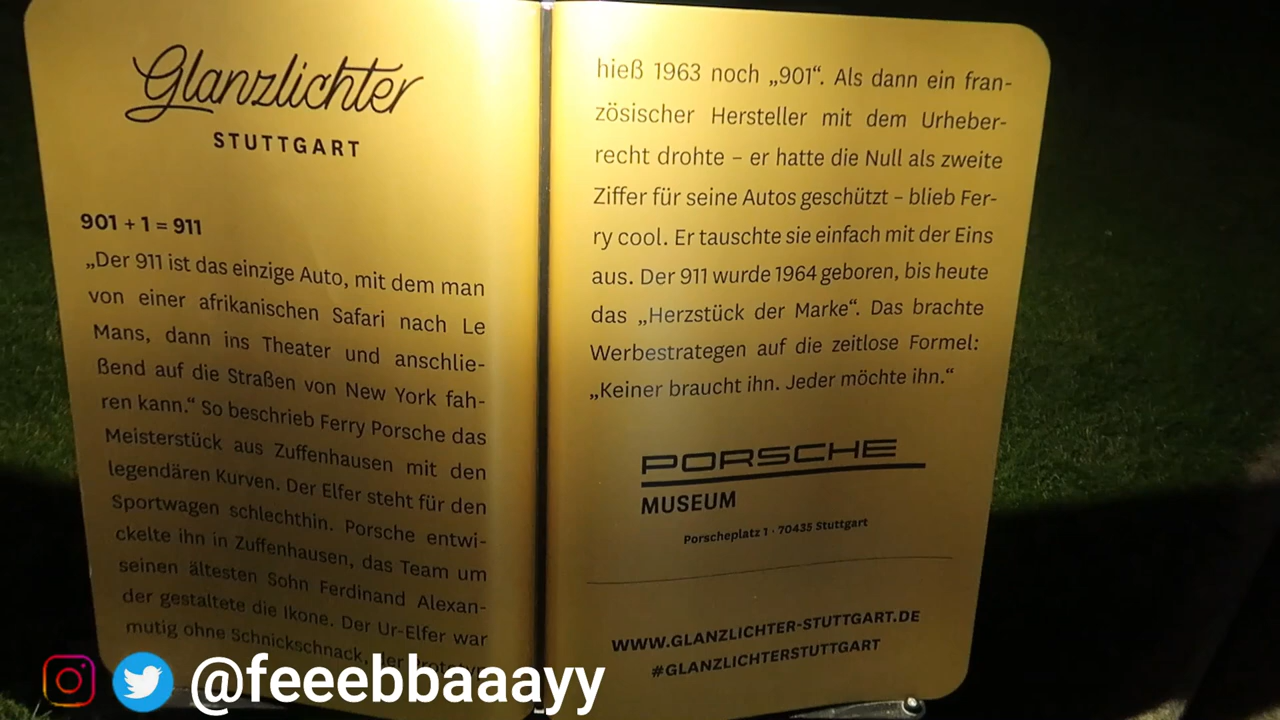 Glanzlichter
STUTTGART
901 + 1 = 911
„Der 911 ist das einzige Auto, mit dem man
von einer afrikanischen Safari nach Le
Mans, dann ins Theater und anschlie-
ßend auf die Straßen von New York fah-
ren kann.“ So beschrieb Ferry Porsche das
Meisterstück aus Zuffenhausen mit den
legendären Kurven. Der Elfer steht für den
Sportwagen schlechthin. Porsche entwi-
ckelte ihn in Zuffenhausen, das Team um
seinen ältesten Sohn Ferdinand Alexan-
der gestaltete die Ikone. Der Ur-Elfer war
mutig ohne Schnickschnack, der Prototyp
hieß 1963 noch „901“. Als dann ein fran-
zösischer Hersteller mit dem Urheber-
recht drohte – er hatte die Null als zweite
Ziffer für seine Autos geschützt – blieb Fer-
ry cool. Er tauschte sie einfach mit der Eins
aus. Der 911 wurde 1964 geboren, bis heute
das „Herzstück der Marke“. Das brachte
Werbestrategen auf die zeitlose Formel:
„Keiner braucht ihn. Jeder möchte ihn.“
PORSCHE
MUSEUM
Porscheplatz 1 · 70435 Stuttgart
WWW.GLANZLICHTER-STUTTGART.DE
#GLANZLICHTERSTUTTGART
@feeebbaaayy